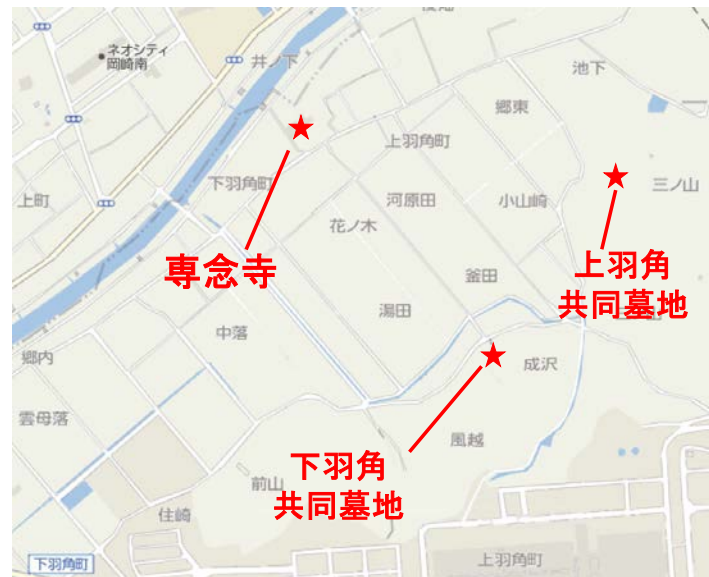 ネオシティ
岡崎南
井ノ下
池下
郷東
上羽角町
下羽角町
三ノ山
上町
河原田
小山崎
花ノ木
専念寺
釜田
上羽角
共同墓地
湯田
中落
郷内
成沢
雲母落
風越
下羽角
共同墓地
前山
住崎
上羽角町
下羽角町